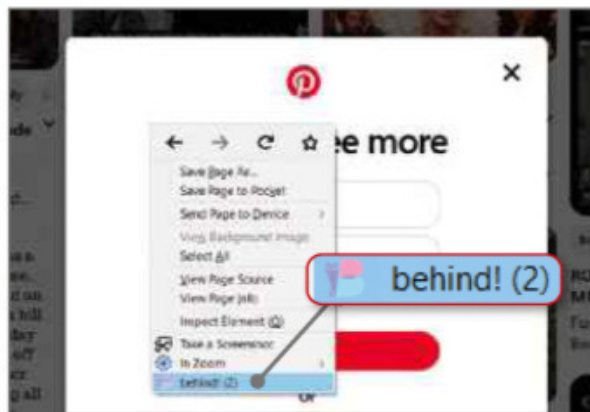 ee more
Save Page As...
Save Page to Pocket
Send Page to Device
View Background Image
Select All
View Page Source
View Page Info
Inspect Element (Q)
Take a Screenshot
In Zoom
behind! (2)
behind! (2)
or